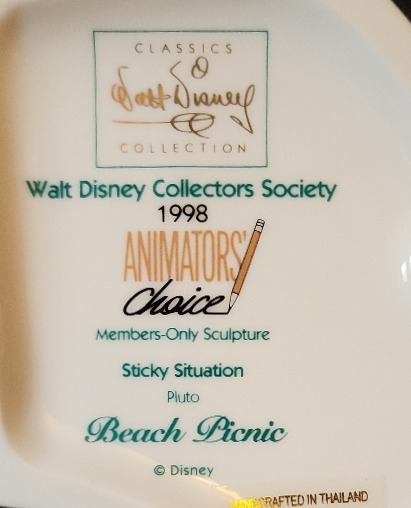 CLASSICS
Walt Disney
COLLECTION
Walt Disney Collectors Society
1998
ANIMATORS'
Choice
Members-Only Sculpture
Sticky Situation
Pluto
Beach Picnic
© Disney
HANDCRAFTED IN THAILAND